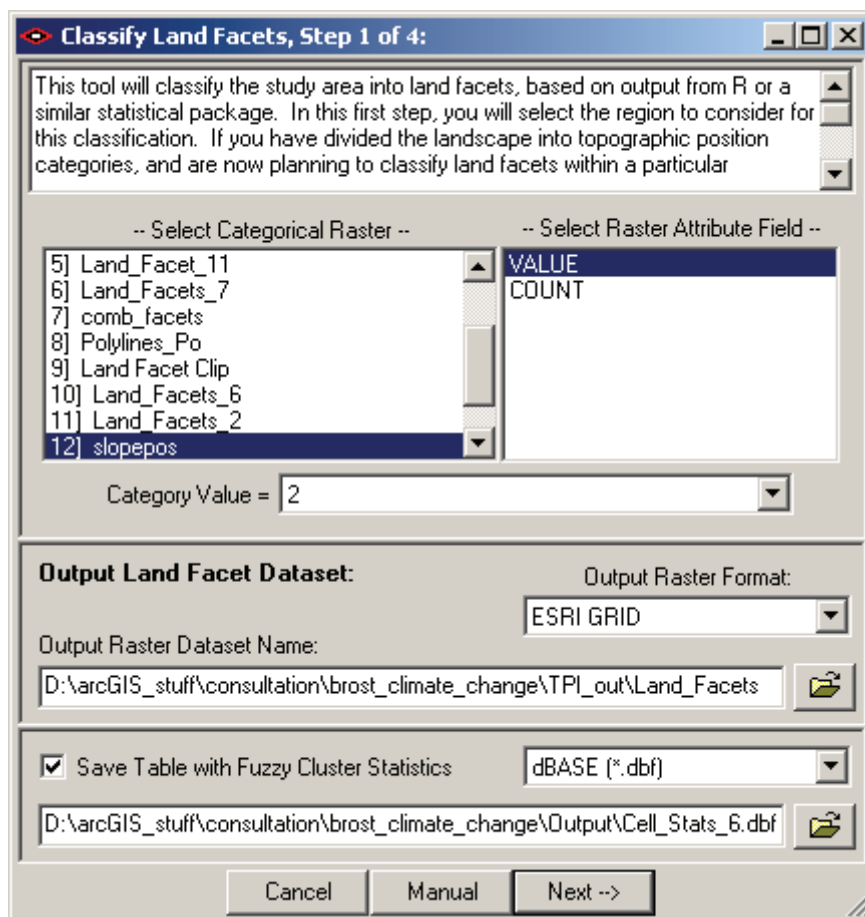 Classify Land Facets, Step 1 of 4:
This tool will classify the study area into land facets, based on output from R or a
similar statistical package. In this first step, you will select the region to consider for
this classification. If you have divided the landscape into topographic position
categories, and are now planning to classify land facets within a particular
-- Select Categorical Raster --
5] Land_Facet_11
6] Land_Facets_7
7] comb_facets
8] Polylines_Po
9] Land Facet Clip
10] Land_Facets_6
11] Land_Facets_2
12] slopepos
-- Select Raster Attribute Field --
VALUE
COUNT
Category Value = 2
Output Land Facet Dataset:
Output Raster Format:
ESRI GRID
Output Raster Dataset Name:
D:\arcGIS_stuff\consultation\brost_climate_change\TPI_out\Land_Facets
Save Table with Fuzzy Cluster Statistics
dBASE (*.dbf)
D:\arcGIS_stuff\consultation\brost_climate_change\Output\Cell_Stats_6.dbf
Cancel
Manual
Next -->